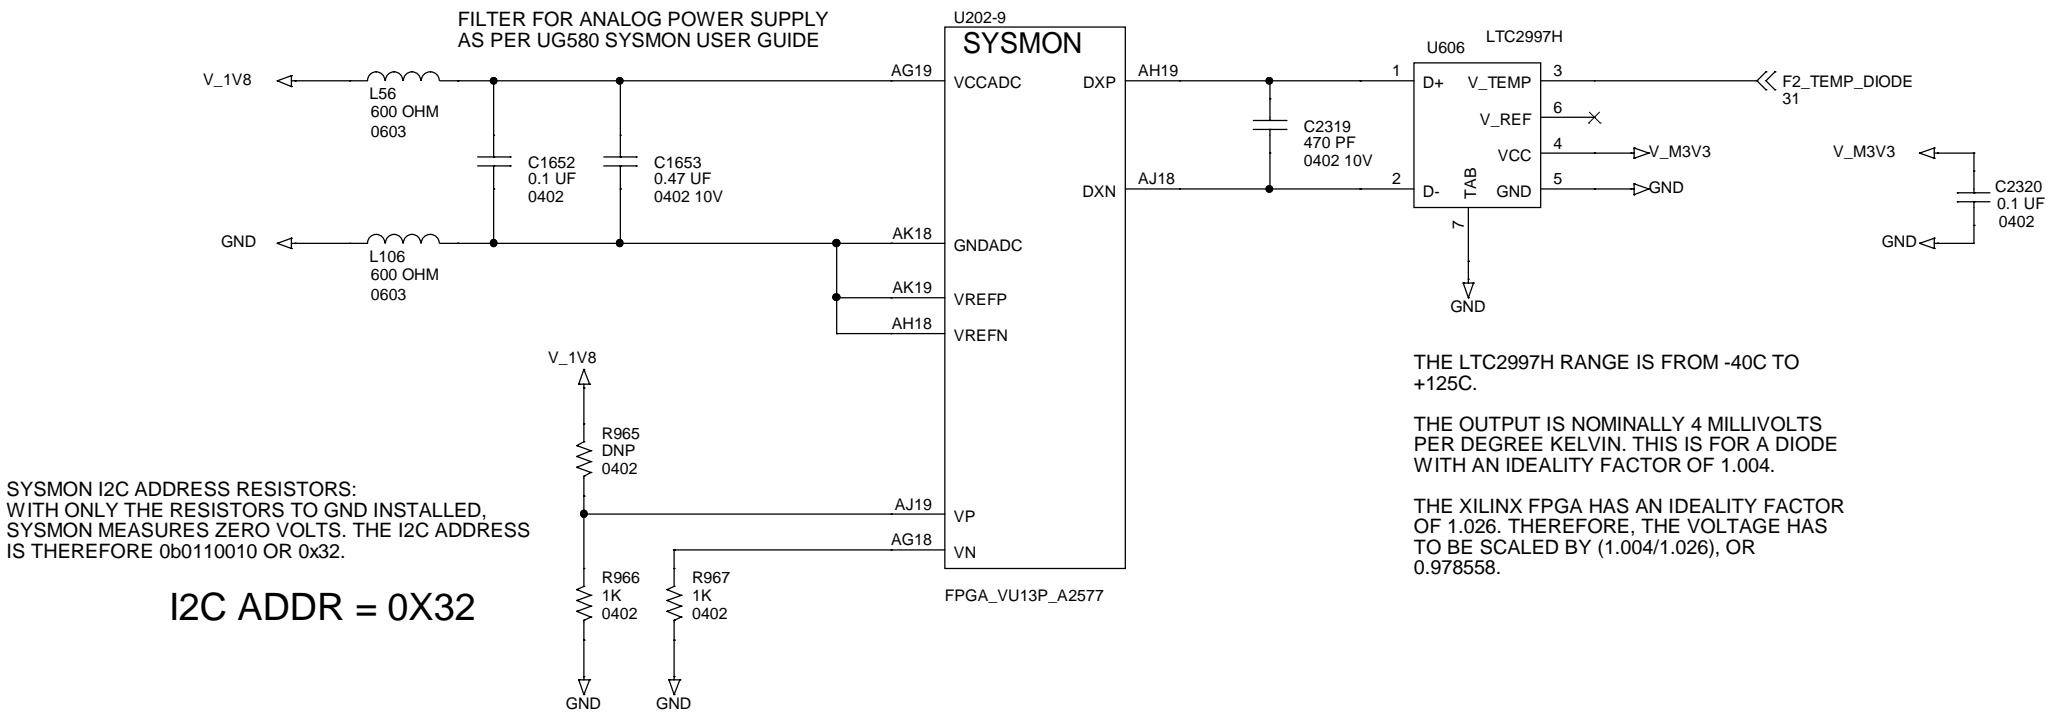 FILTER FOR ANALOG POWER SUPPLY
AS PER UG580 SYSMON USER GUIDE
V_1V8
L56
600 OHM
0603
C1652
0.1 UF
0402
C1653
0.47 UF
0402 10V
GND
L106
600 OHM
0603
U202-9
SYSMON
AG19
VCCADC
AK18
GNDADC
AK19
VREFP
AH18
VREFN
AJ19
VP
AG18
VN
DXP
AH19
DXN
AJ18
FPGA_VU13P_A2577
C2319
470 PF
0402 10V
U606
LTC2997H
1
D+
2
D-
V_TEMP
3
V_REF
6
VCC
4
GND
5
TAB
7
GND
F2_TEMP_DIODE
31
V_M3V3
GND
V_M3V3
C2320
0.1 UF
0402
GND
V_1V8
R965
DNP
0402
R966
1K
0402
R967
1K
0402
GND
GND
SYSMON I2C ADDRESS RESISTORS:
WITH ONLY THE RESISTORS TO GND INSTALLED,
SYSMON MEASURES ZERO VOLTS. THE I2C ADDRESS
IS THEREFORE 0b0110010 OR 0x32.
I2C ADDR = 0X32
THE LTC2997H RANGE IS FROM -40C TO
+125C.
THE OUTPUT IS NOMINALLY 4 MILLIVOLTS
PER DEGREE KELVIN. THIS IS FOR A DIODE
WITH AN IDEALITY FACTOR OF 1.004.
THE XILINX FPGA HAS AN IDEALITY FACTOR
OF 1.026. THEREFORE, THE VOLTAGE HAS
TO BE SCALED BY (1.004/1.026), OR
0.978558.